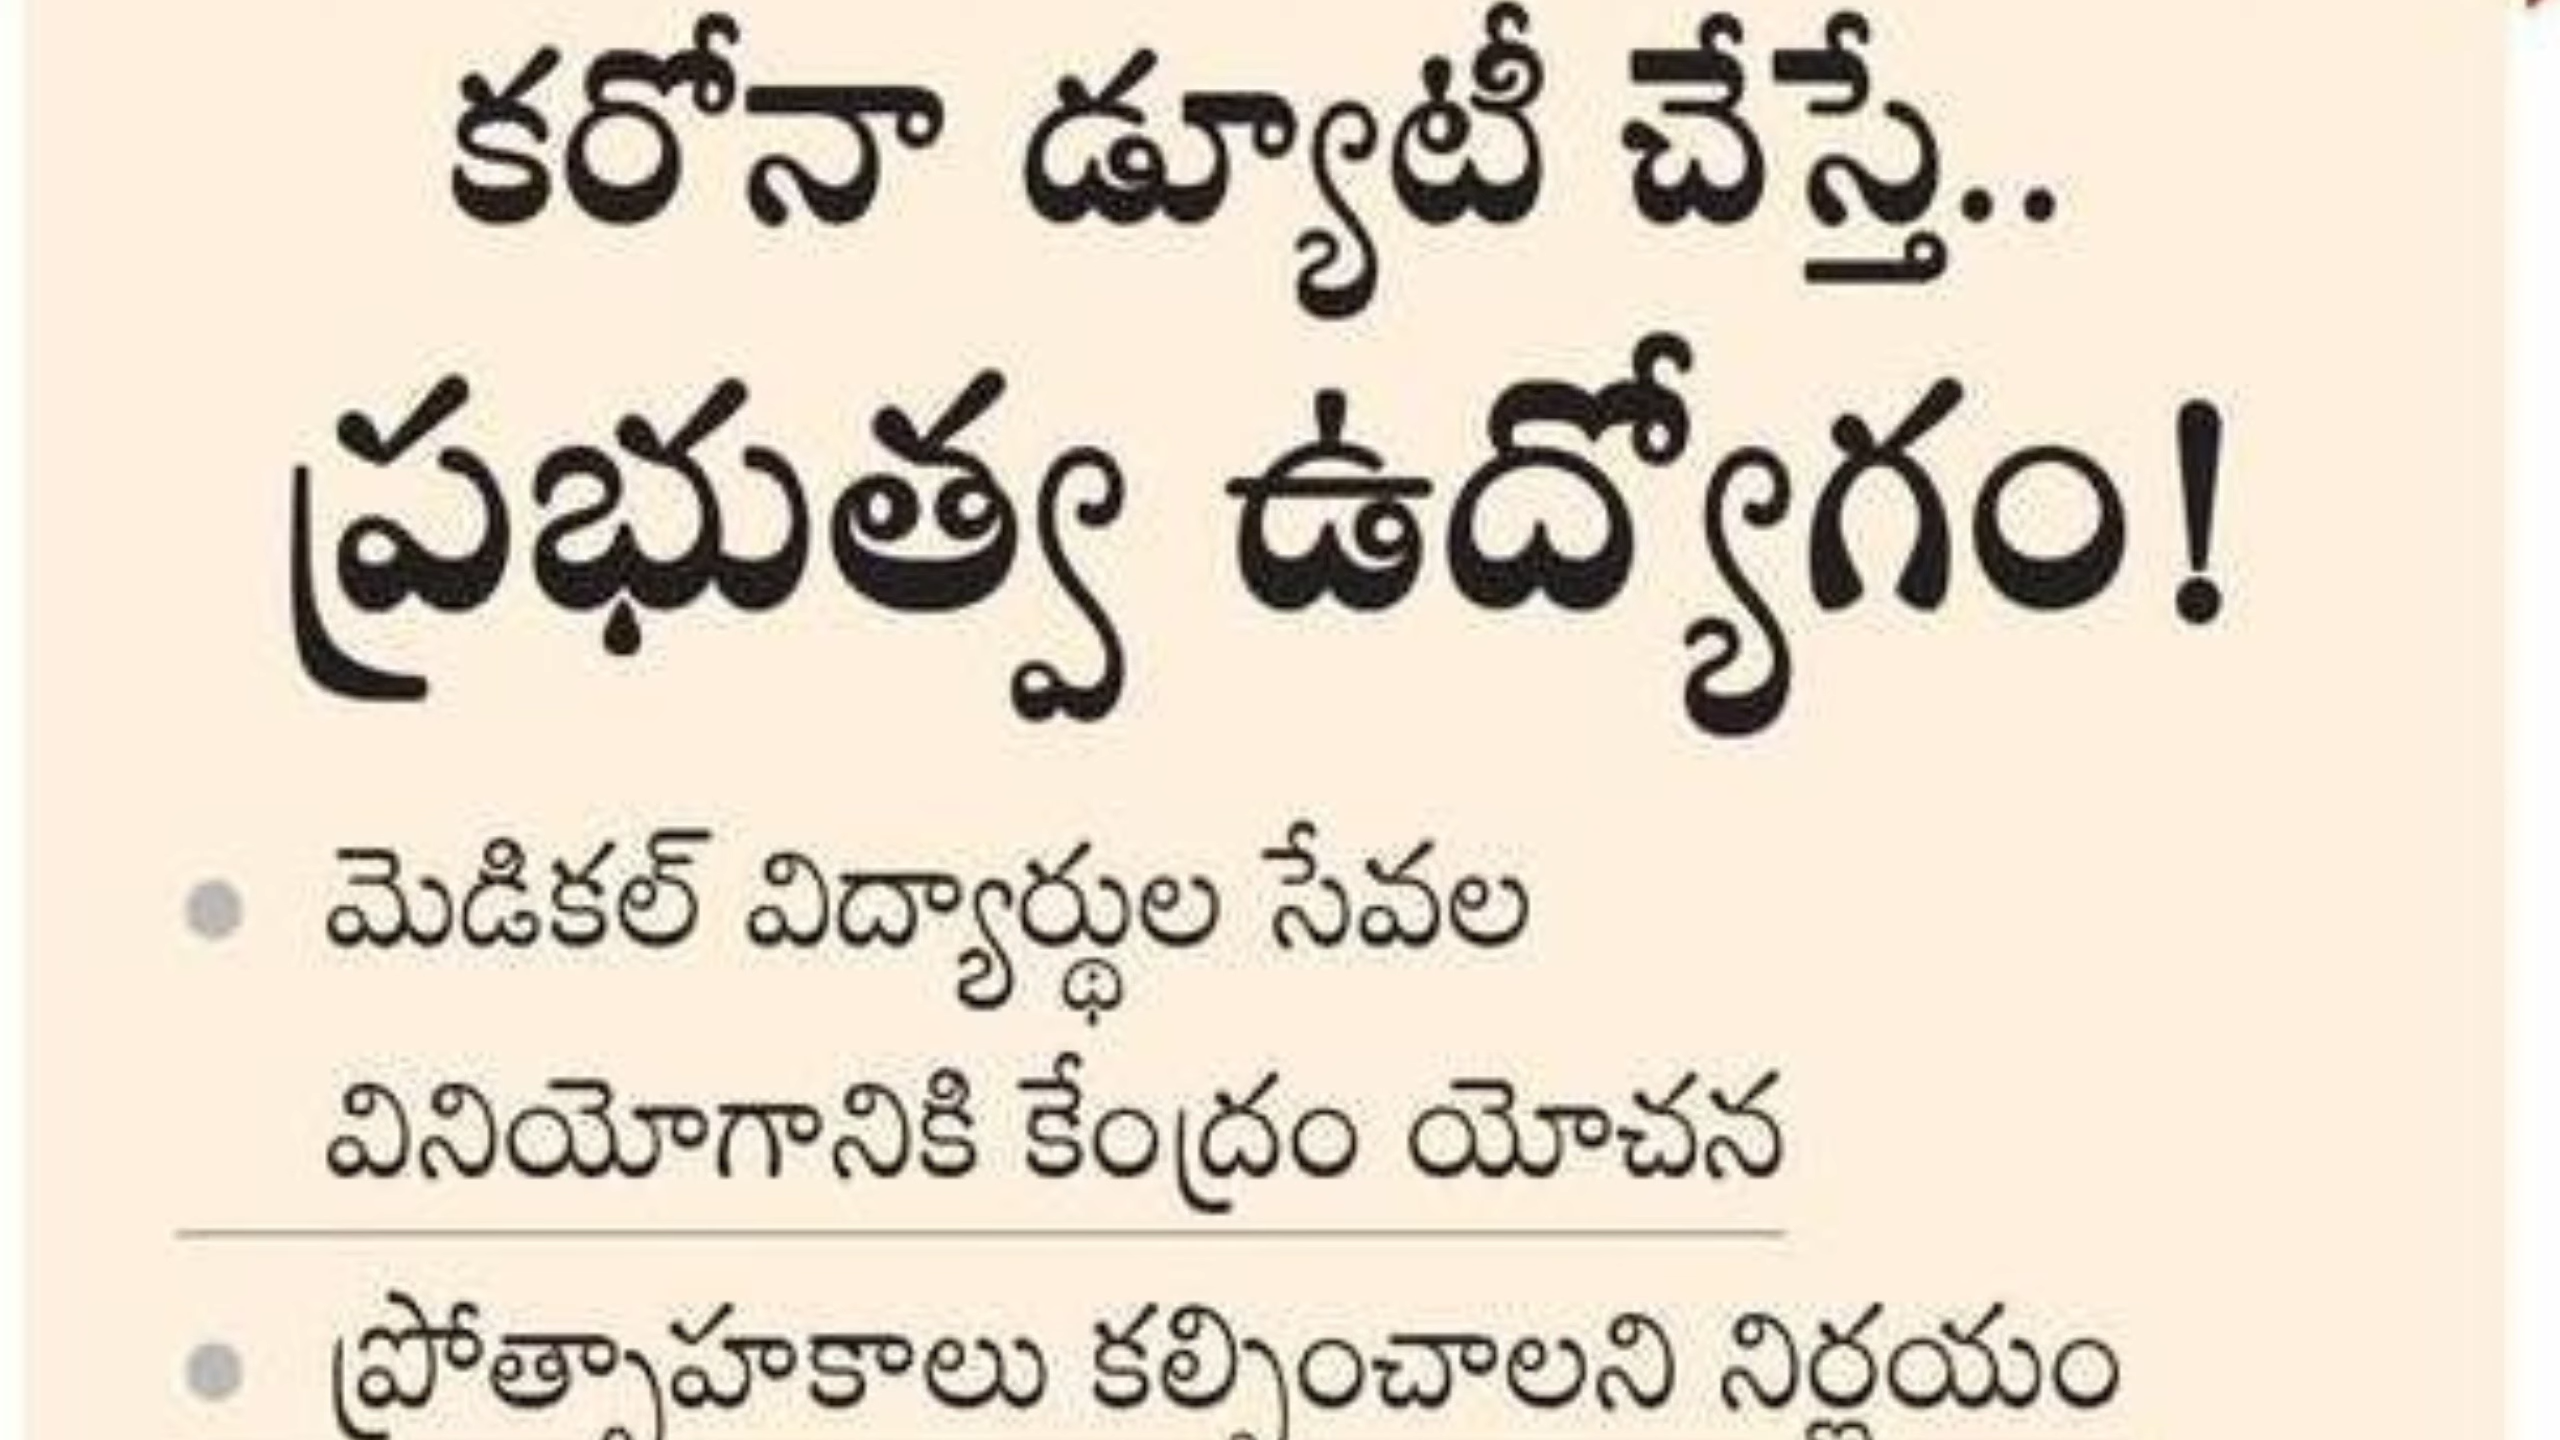 కరోనా డ్యూటీ చేస్తే..
ప్రభుత్వ ఉద్యోగం!
మెడికల్ విద్యార్థుల సేవల
వినియోగానికి కేంద్రం యోచన
ప్రోత్సాహకాలు కల్పించాలని నిర్ణయం